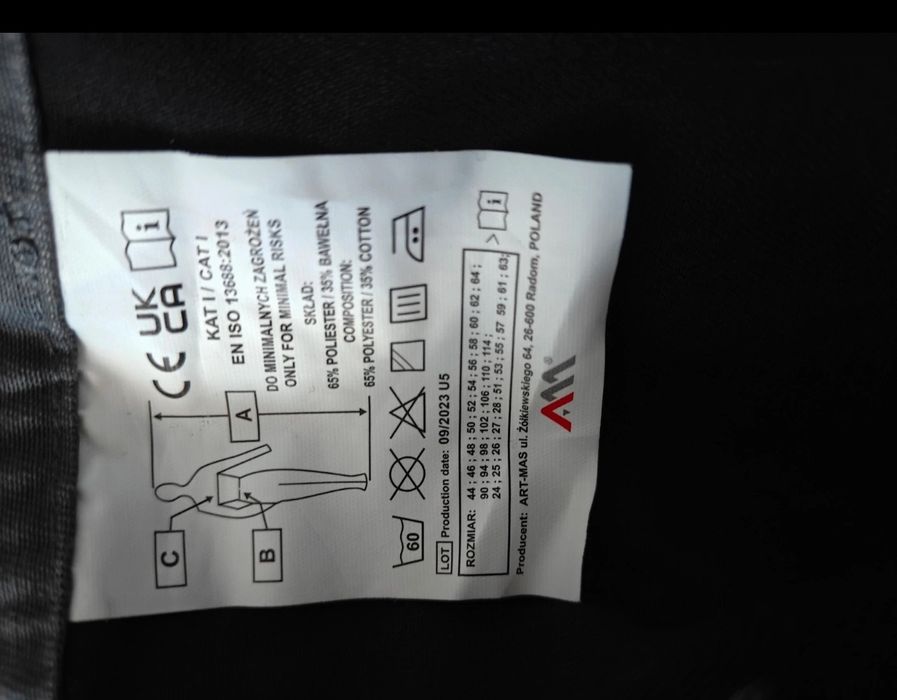 CE UK CA i
KAT I / CAT I
EN ISO 13688:2013
DO MINIMALNYCH ZAGROŻEŃ
ONLY FOR MINIMAL RISKS
SKŁAD:
65% POLIESTER / 35% BAWEŁNA
COMPOSITION:
65% POLYESTER / 35% COTTON
C
A
B
60
LOT Production date: 09/2023 U5
ROZMIAR: 44 ; 46 ; 48 ; 50 ; 52 ; 54 ; 56 ; 58 ; 60 ; 62 ; 64 ;
90 ; 94 ; 98 ; 102 ; 106 ; 110 ; 114 ;
24 ; 25 ; 26 ; 27 ; 28 ; 51 ; 53 ; 55 ; 57 59 ; 61 ; 63;
> i
Producent: ART-MAS ul. Żółkiewskiego 64, 26-600 Radom, POLAND
AM®